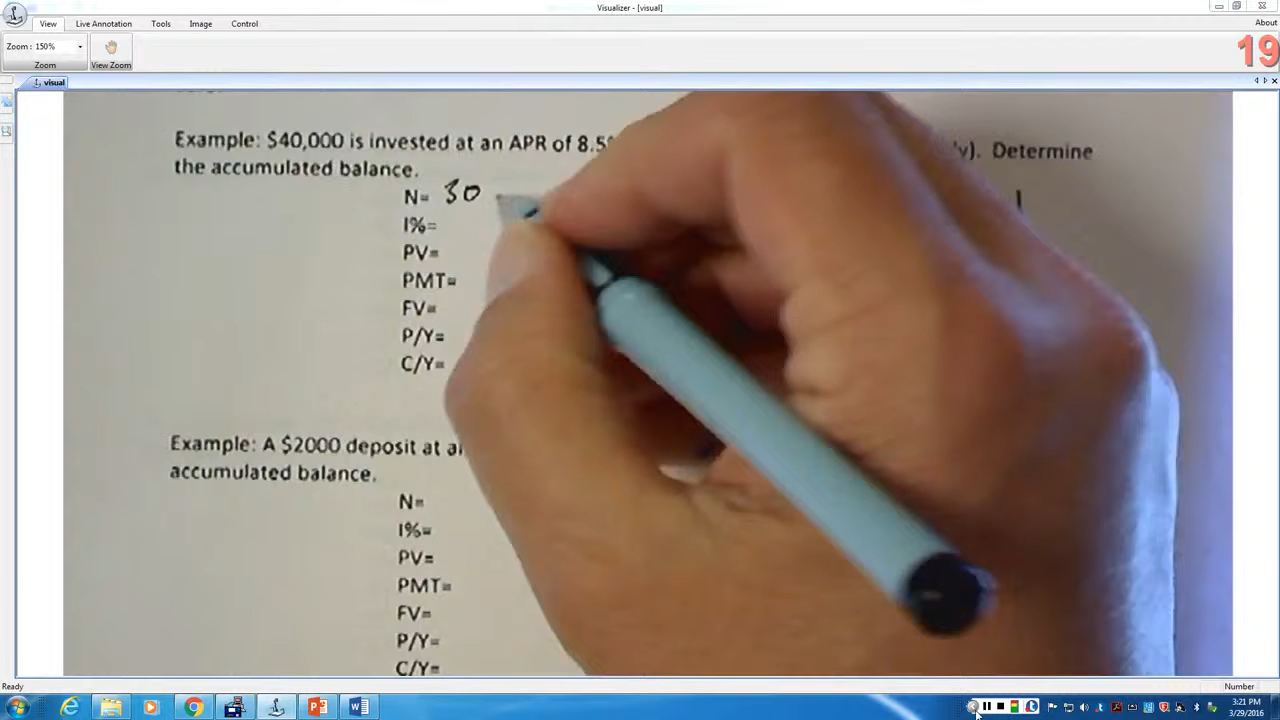 Visualizer - [visual]
View Live Annotation Tools Image Control About
Zoom : 150%
Zoom View Zoom
19
visual
Example: $40,000 is invested at an APR of 8.5 Determine
the accumulated balance.
N= 30
I%=
PV=
PMT=
FV=
P/Y=
C/Y=
Example: A $2000 deposit at
accumulated balance.
N=
I%=
PV=
PMT=
FV=
P/Y=
C/Y=
Ready Number
3:21 PM
3/29/2016